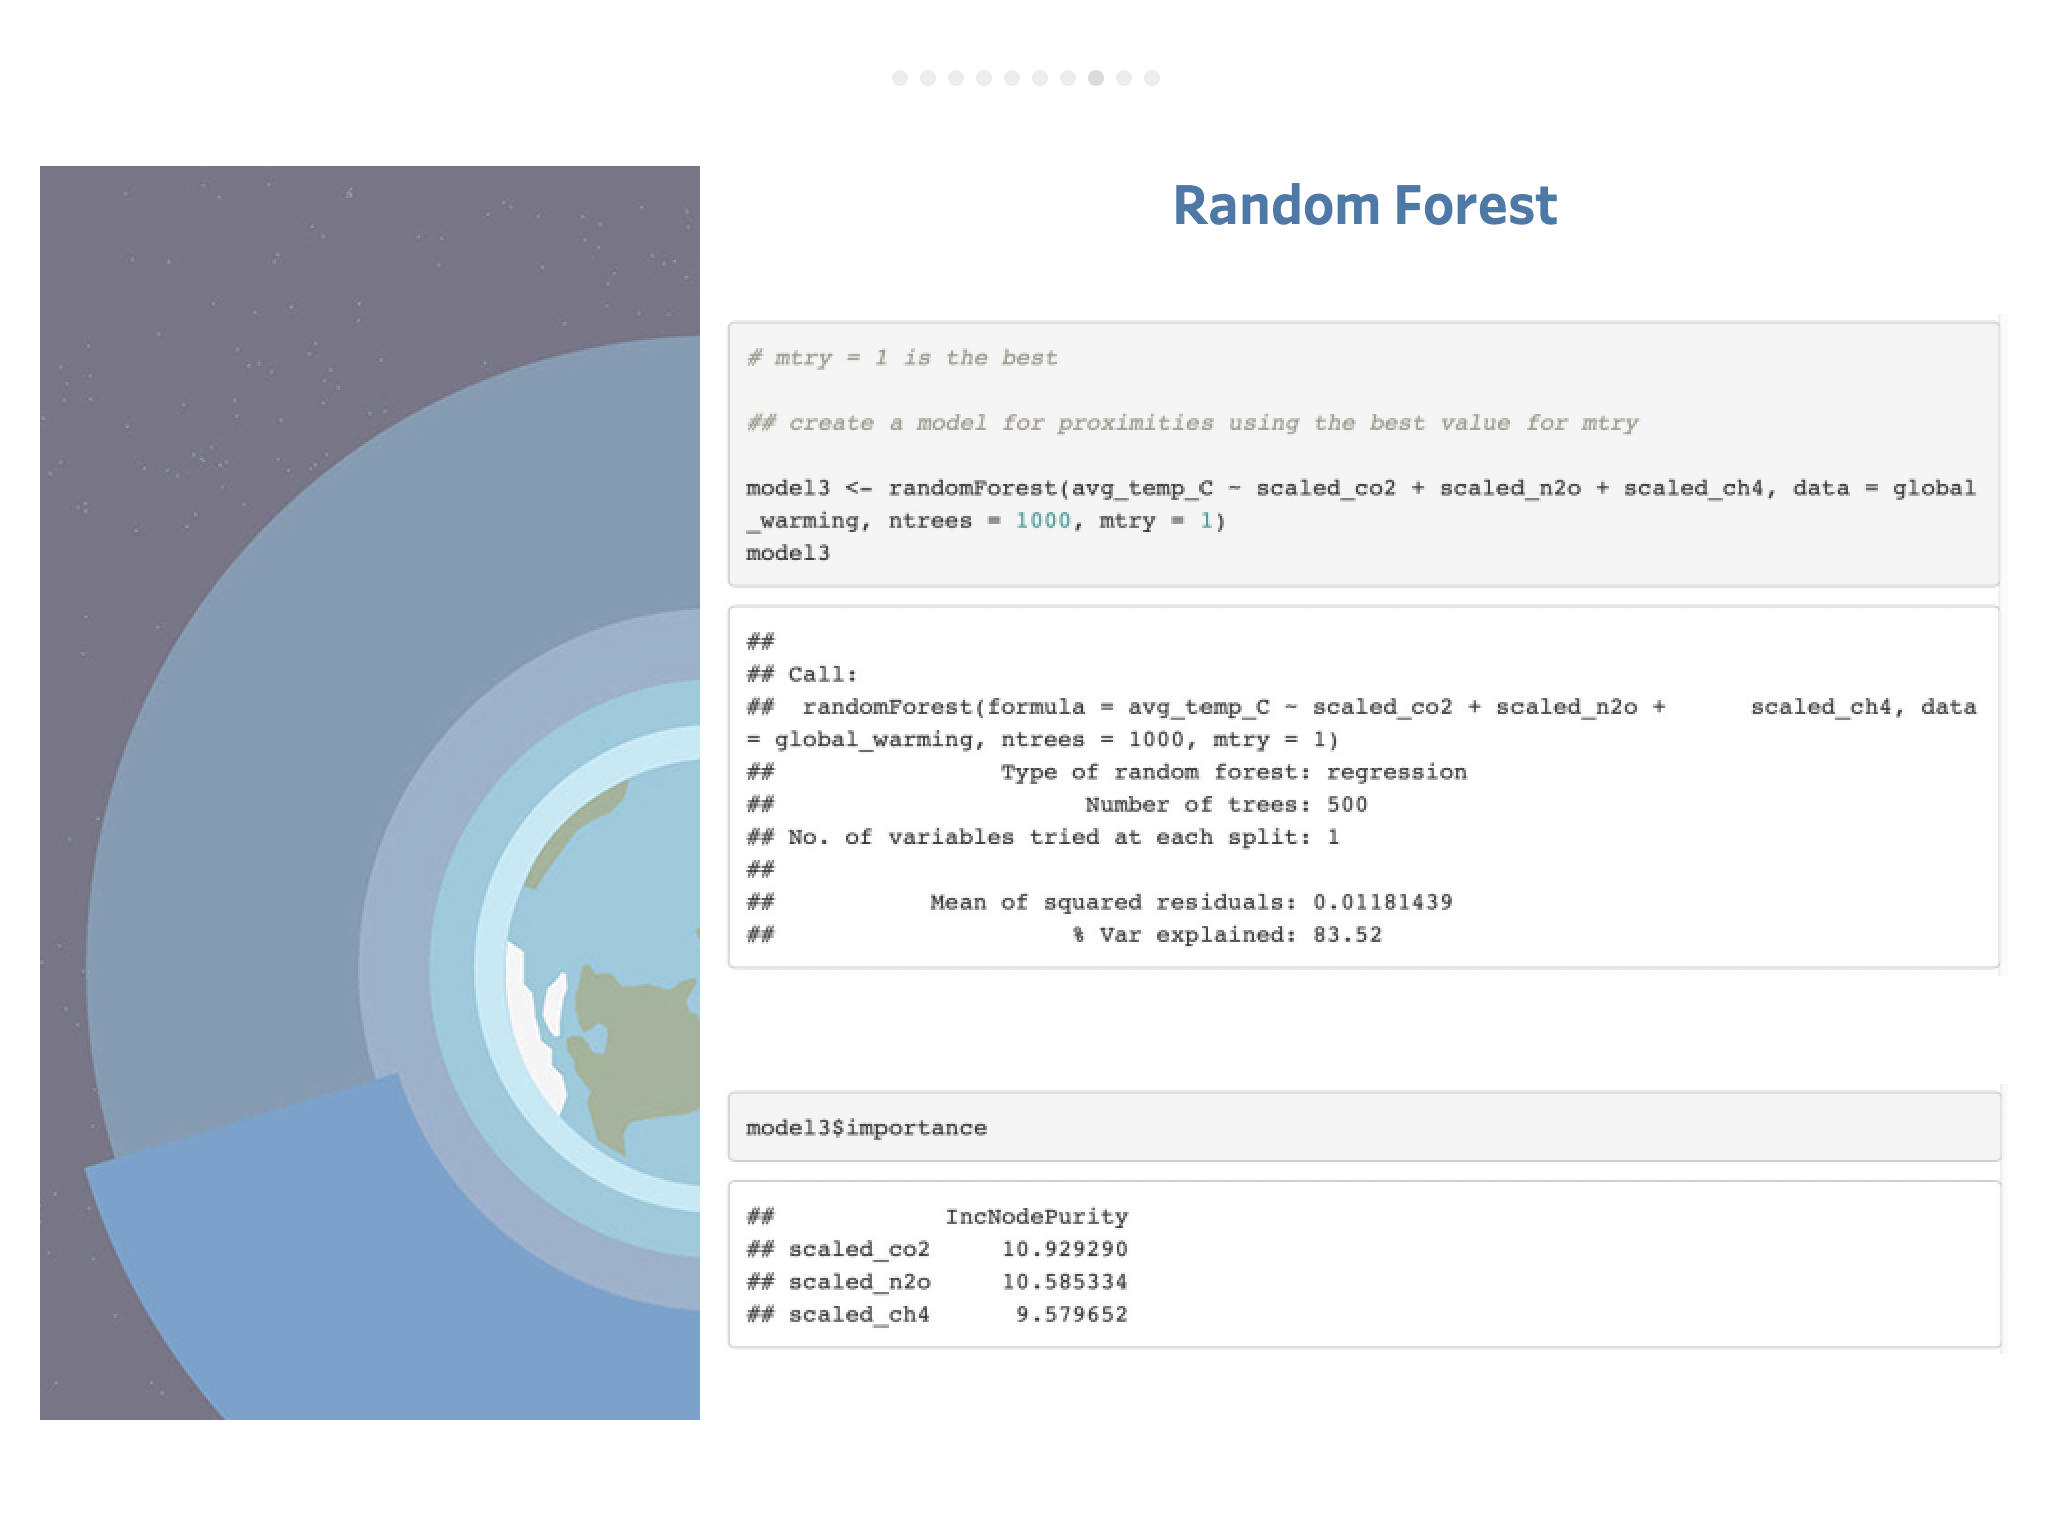 Random Forest
# mtry = 1 is the best
## create a model for proximities using the best value for mtry
model3 <- randomForest(avg_temp_C ~ scaled_co2 + scaled_n2o + scaled_ch4, data = global
_warming, ntrees = 1000, mtry = 1)
model3
##
## Call:
##  randomForest(formula = avg_temp_C ~ scaled_co2 + scaled_n2o +      scaled_ch4, data
= global_warming, ntrees = 1000, mtry = 1)
##                Type of random forest: regression
##                      Number of trees: 500
## No. of variables tried at each split: 1
##
##           Mean of squared residuals: 0.01181439
##                     % Var explained: 83.52
model3$importance
##            IncNodePurity
## scaled_co2     10.929290
## scaled_n2o     10.585334
## scaled_ch4      9.579652